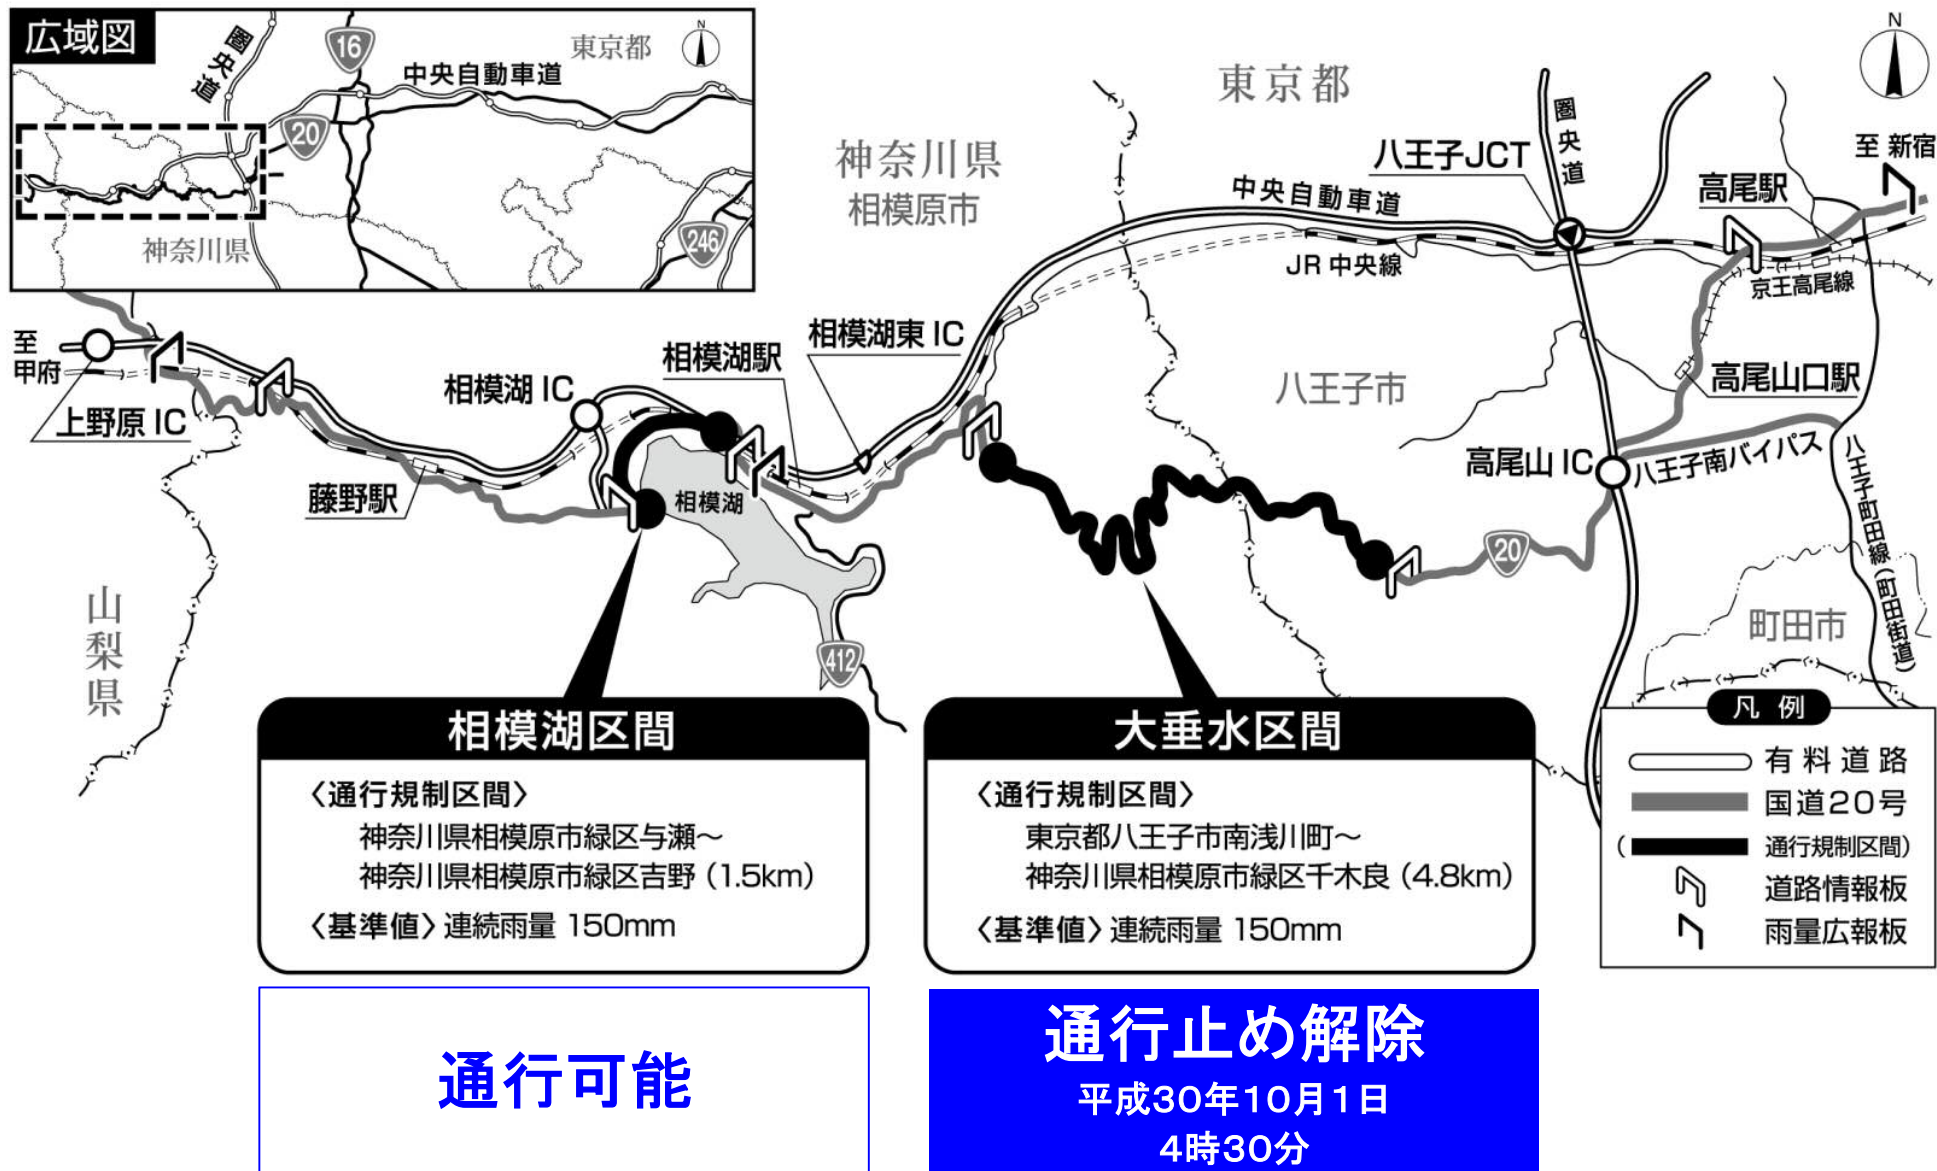 広域図
圏央道
16
東京都
N
中央自動車道
20
神奈川県
246
N
東京都
神奈川県
相模原市
圏央道
八王子JCT
至 新宿
高尾駅
中央自動車道
JR 中央線
京王高尾線
至
甲府
上野原 IC
相模湖 IC
相模湖駅
相模湖東 IC
八王子市
高尾山口駅
高尾山 IC
八王子南バイパス
八王子町田線(町田街道)
藤野駅
相模湖
20
山梨県
412
町田市
相模湖区間
〈通行規制区間〉
神奈川県相模原市緑区与瀬～
神奈川県相模原市緑区吉野 (1.5km)
〈基準値〉連続雨量 150mm
大垂水区間
〈通行規制区間〉
東京都八王子市南浅川町～
神奈川県相模原市緑区千木良 (4.8km)
〈基準値〉連続雨量 150mm
凡 例
有 料 道 路
国道20号
( 通行規制区間)
道路情報板
雨量広報板
通行可能
通行止め解除
平成30年10月1日
4時30分